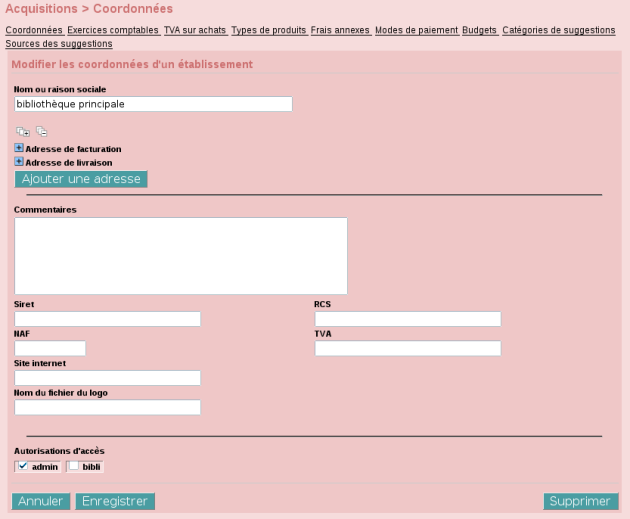 Acquisitions > Coordonnées
Coordonnées Exercices comptables TVA sur achats Types de produits Frais annexes Modes de paiement Budgets Catégories de suggestions
Sources des suggestions
Modifier les coordonnées d'un établissement
Nom ou raison sociale
bibliothèque principale
Adresse de facturation
Adresse de livraison
Ajouter une adresse
Commentaires
Siret RCS
NAF TVA
Site internet
Nom du fichier du logo
Autorisations d'accès
admin bibli
Annuler Enregistrer Supprimer